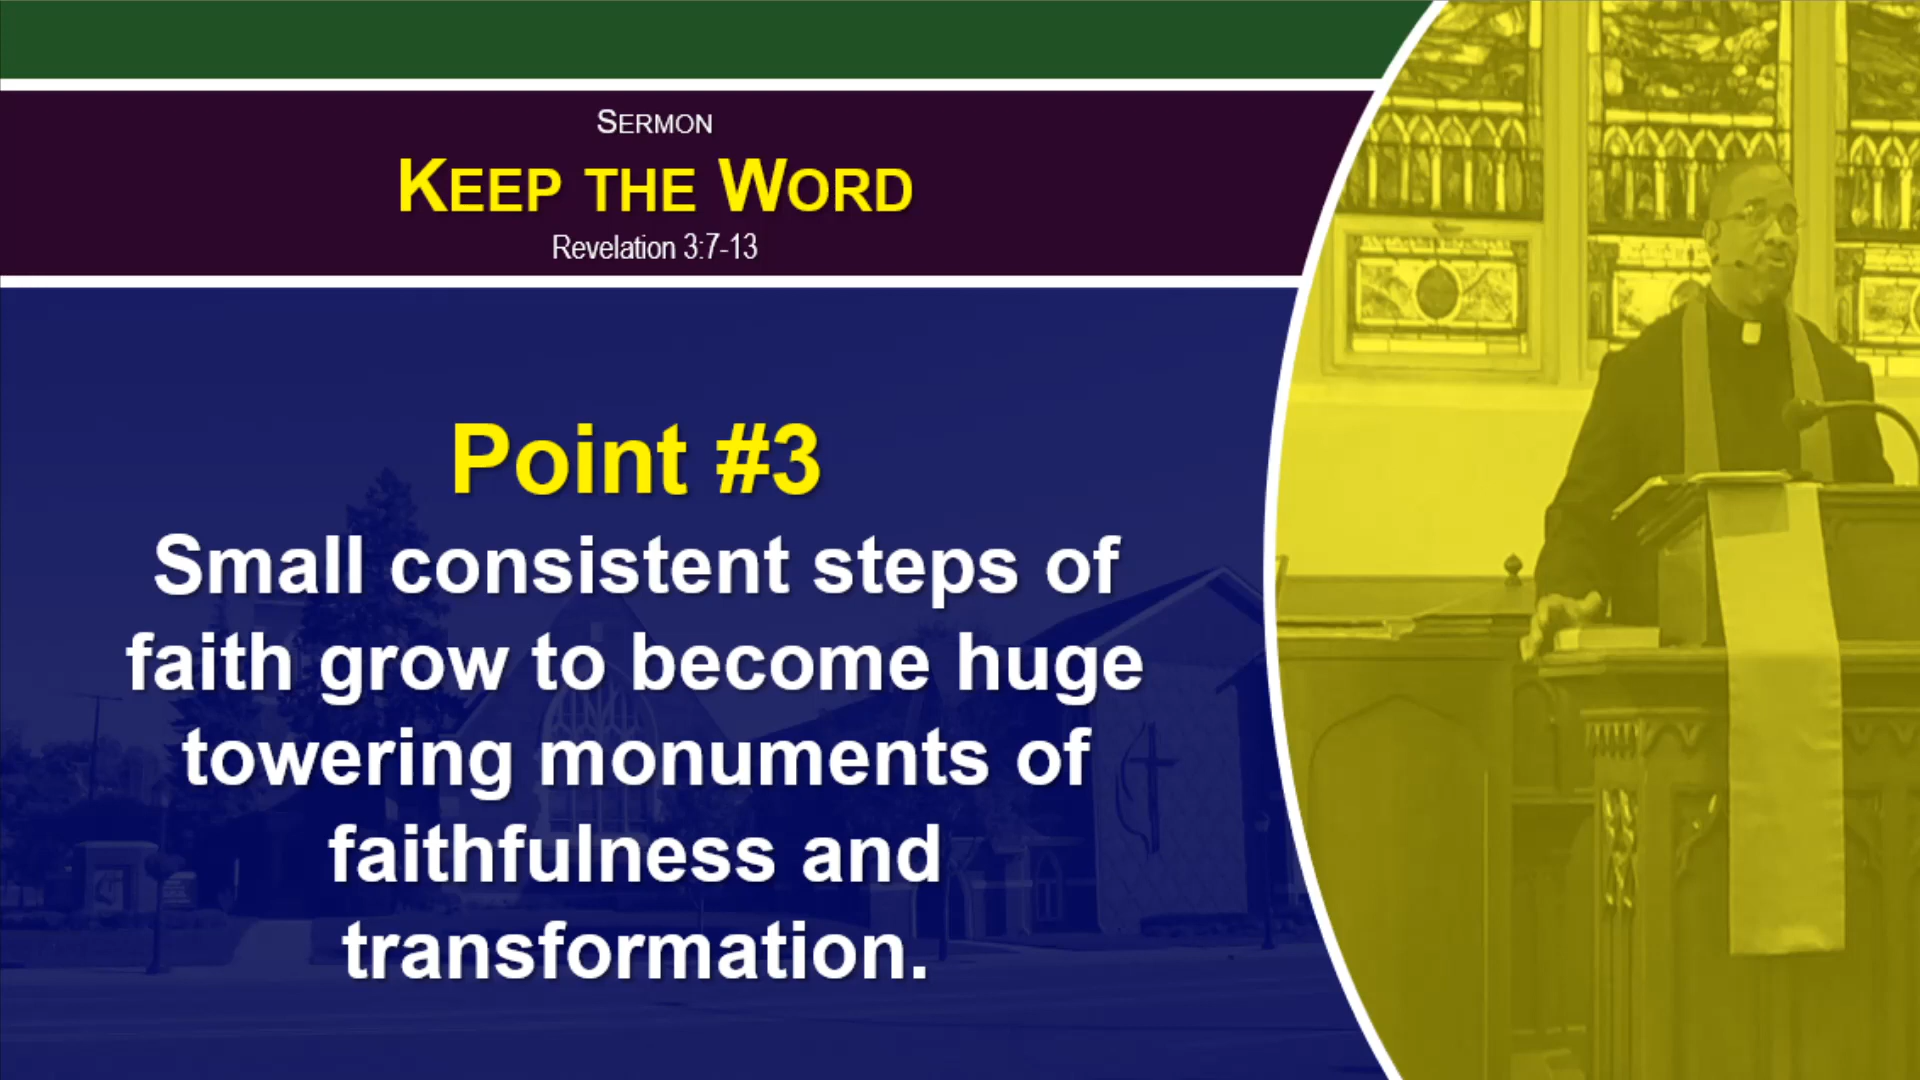 SERMON
KEEP THE WORD
Revelation 3:7-13
Point #3
Small consistent steps of
faith grow to become huge
towering monuments of
faithfulness and
transformation.